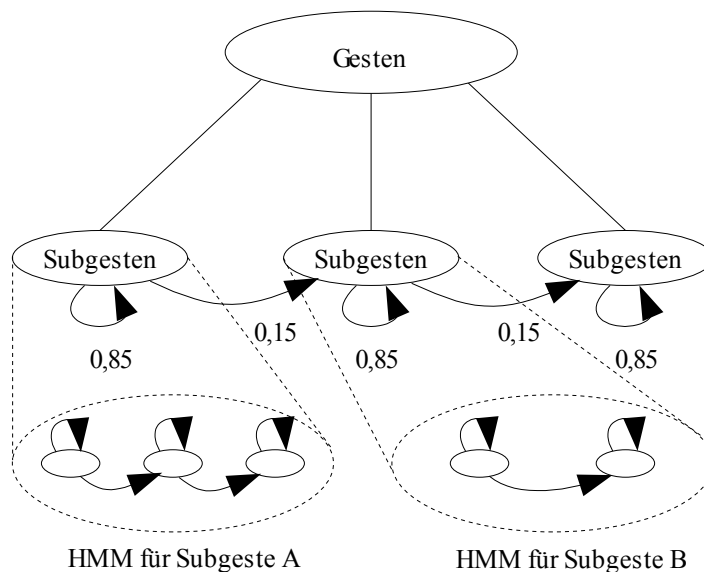 Gesten
Subgesten
Subgesten
Subgesten
0,85
0,15
0,85
0,15
0,85
HMM für Subgeste A
HMM für Subgeste B